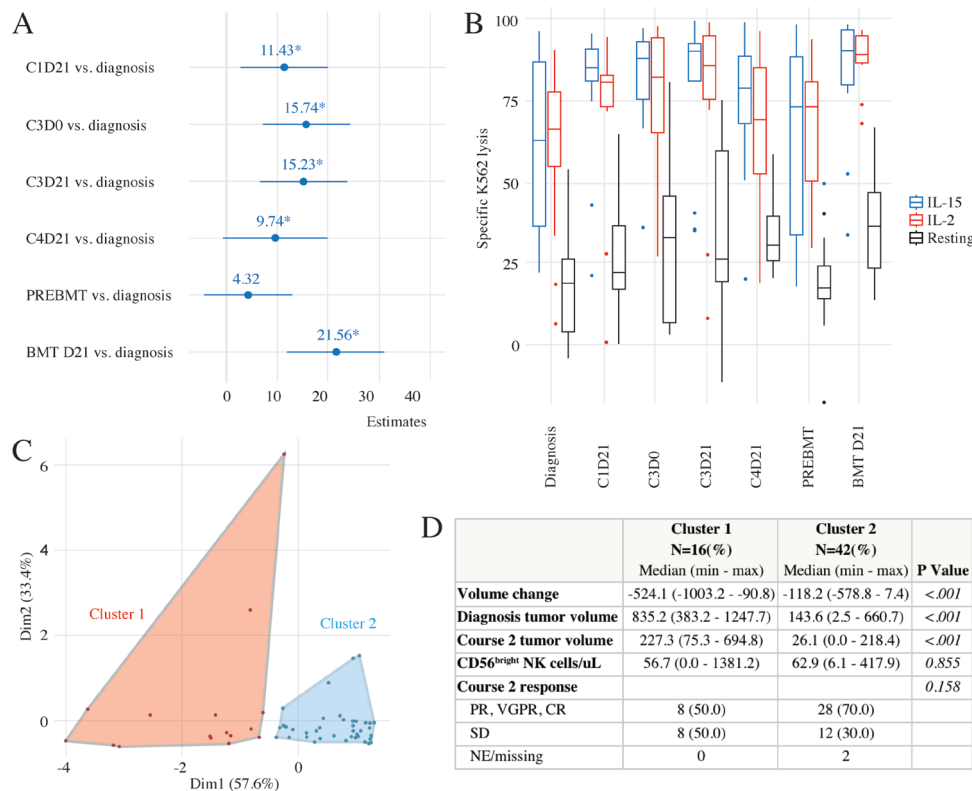 A
C1D21 vs. diagnosis
11.43*
C3D0 vs. diagnosis
15.74*
C3D21 vs. diagnosis
15.23*
C4D21 vs. diagnosis
9.74*
PREBMT vs. diagnosis
4.32
BMT D21 vs. diagnosis
21.56*
0 10 20 30 40
Estimates
B
Specific K562 lysis
100
75
50
25
0
Diagnosis
C1D21
C3D0
C3D21
C4D21
PREBMT
BMT D21
IL-15
IL-2
Resting
C
Dim2 (33.4%)
6
4
2
0
Cluster 1
Cluster 2
-4 -2 0
Dim1 (57.6%)
D
Cluster 1 Cluster 2
N=16(%) N=42(%)
Median (min - max) Median (min - max) P Value
Volume change -524.1 (-1003.2 - -90.8) -118.2 (-578.8 - 7.4) <.001
Diagnosis tumor volume 835.2 (383.2 - 1247.7) 143.6 (2.5 - 660.7) <.001
Course 2 tumor volume 227.3 (75.3 - 694.8) 26.1 (0.0 - 218.4) <.001
CD56bright NK cells/uL 56.7 (0.0 - 1381.2) 62.9 (6.1 - 417.9) 0.855
Course 2 response 0.158
PR, VGPR, CR 8 (50.0) 28 (70.0)
SD 8 (50.0) 12 (30.0)
NE/missing 0 2